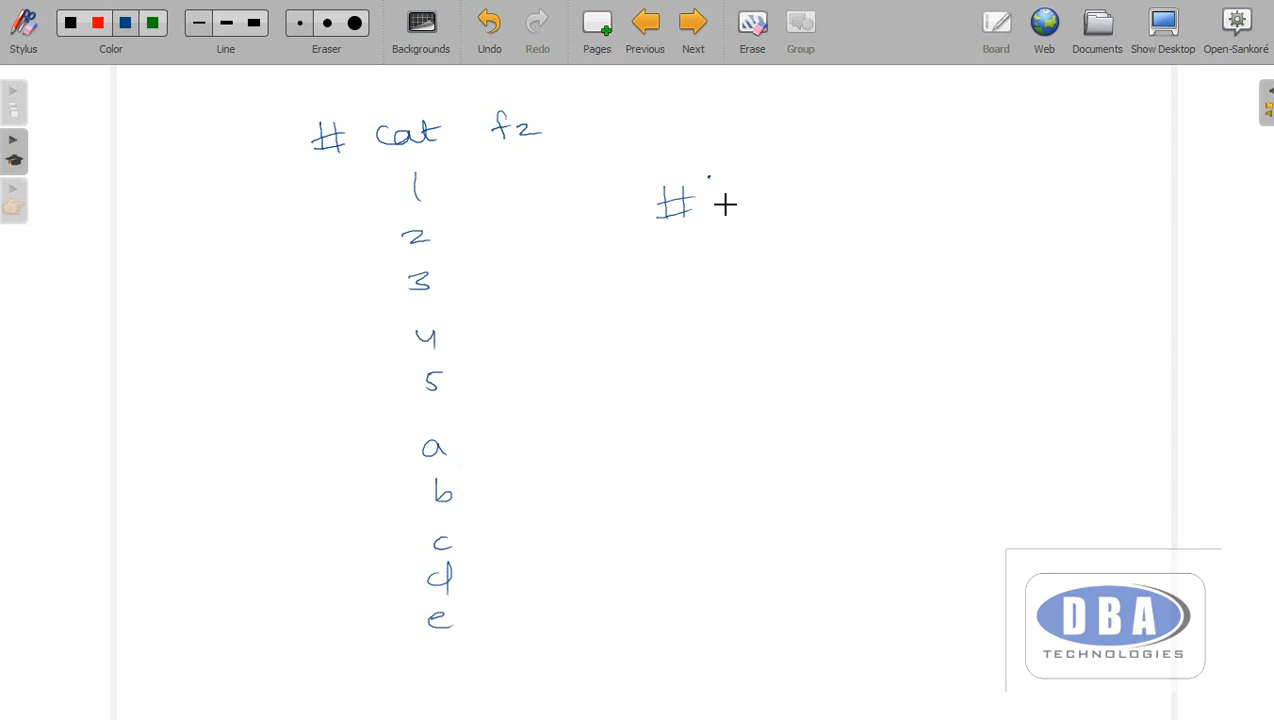 Stylus
Color
Line
Eraser
Backgrounds
Undo
Redo
Pages
Previous
Next
Erase
Group
Board
Web
Documents
Show Desktop
Open-Sankoré
# cat f2
1
#
2
3
4
5
a
b
c
d
e
DBA
TECHNOLOGIES